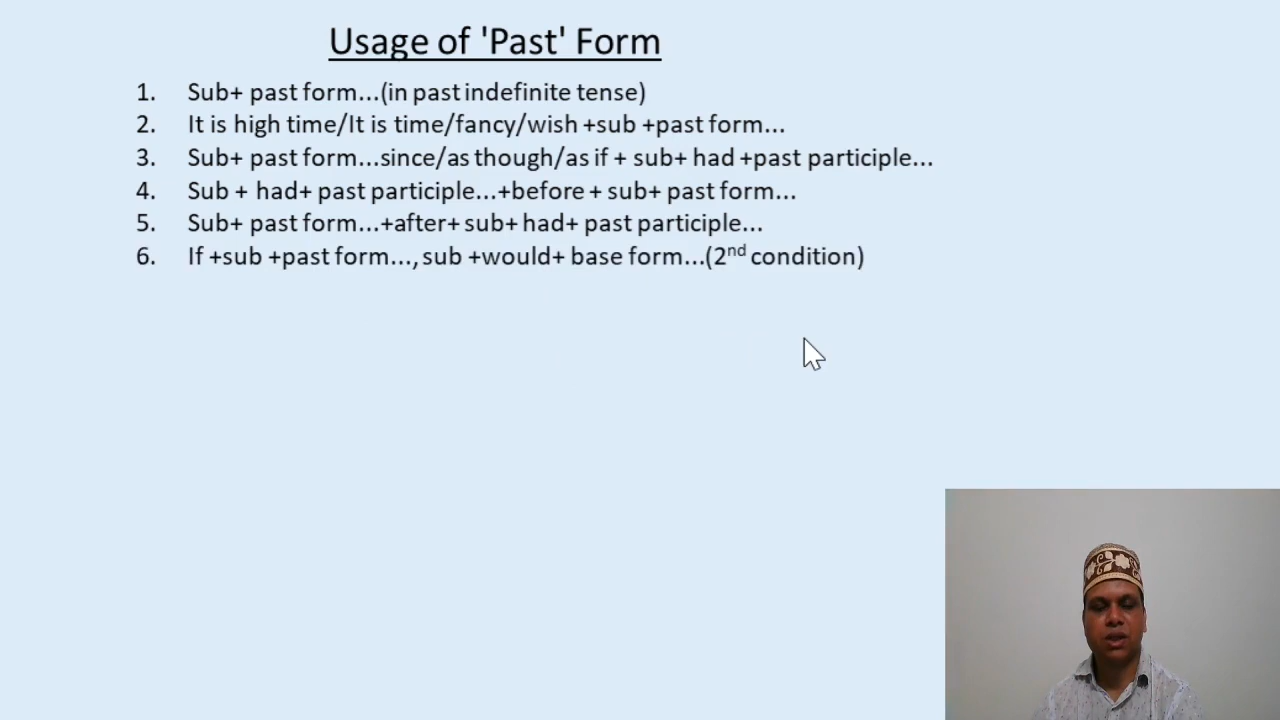 Usage of 'Past' Form
1. Sub+ past form...(in past indefinite tense)
2. It is high time/It is time/fancy/wish +sub +past form...
3. Sub+ past form...since/as though/as if + sub+ had +past participle...
4. Sub + had+ past participle...+before + sub+ past form...
5. Sub+ past form...+after+ sub+ had+ past participle...
6. If +sub +past form..., sub +would+ base form...(2nd condition)